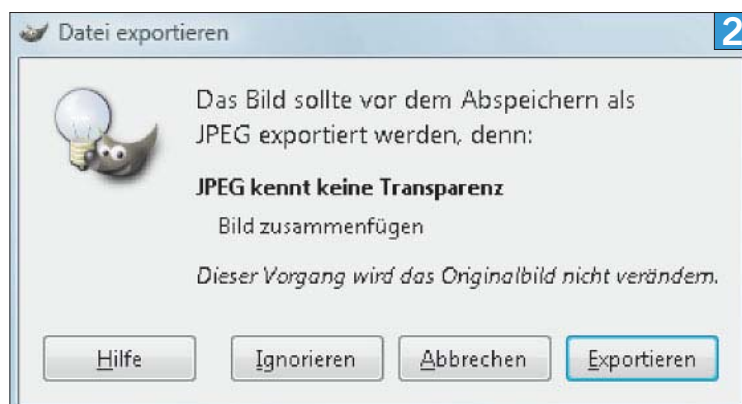 Datei exportieren
2
Das Bild sollte vor dem Abspeichern als
JPEG exportiert werden, denn:
JPEG kennt keine Transparenz
Bild zusammenfügen
Dieser Vorgang wird das Originalbild nicht verändern.
Hilfe Ignorieren Abbrechen Exportieren